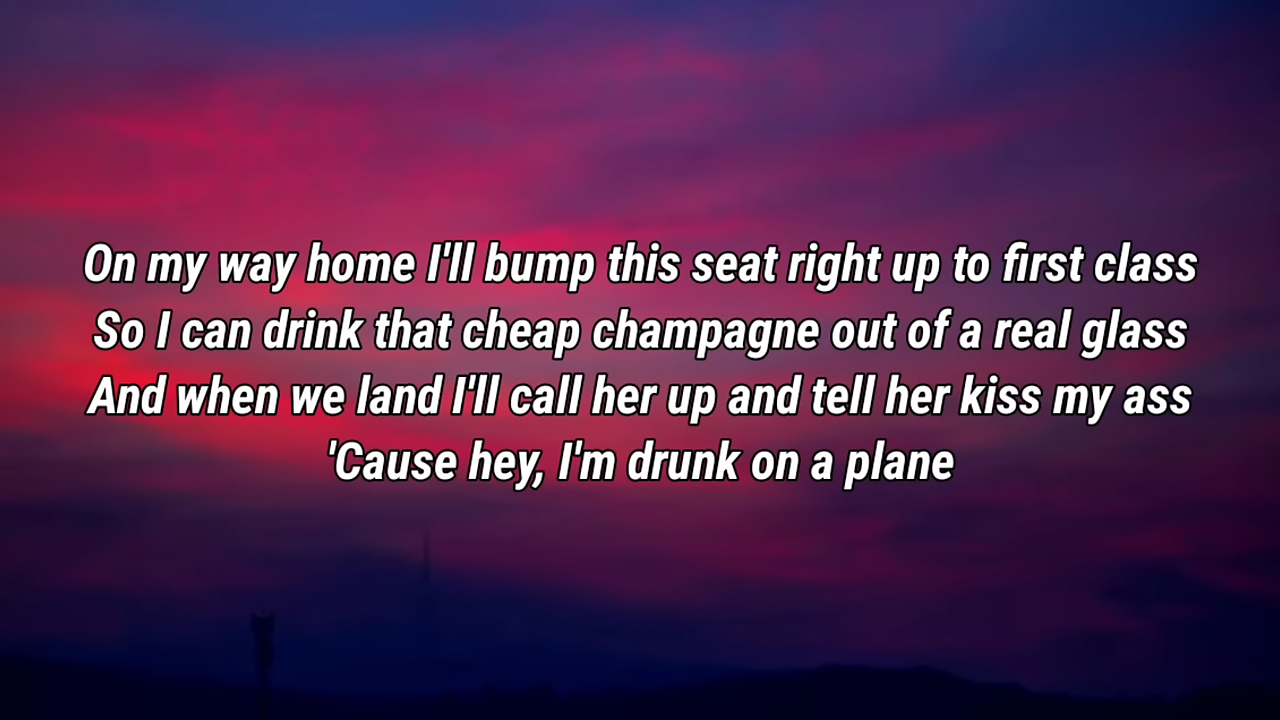 On my way home I'll bump this seat right up to first class
So I can drink that cheap champagne out of a real glass
And when we land I'll call her up and tell her kiss my ass
'Cause hey, I'm drunk on a plane